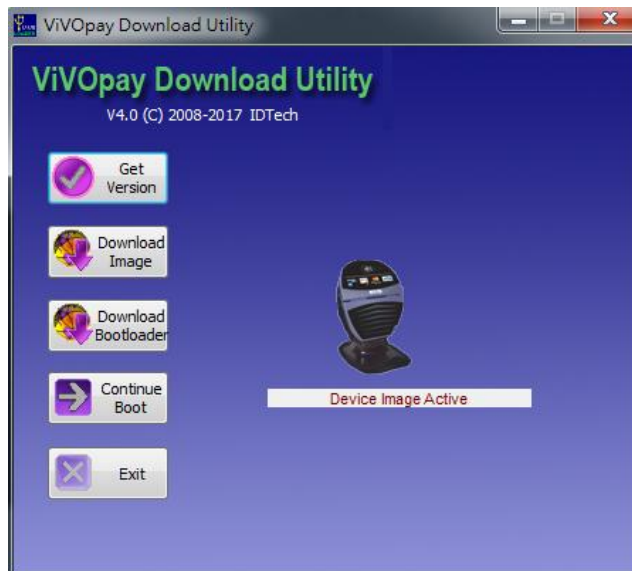 ViVOpay Download Utility
ViVOpay Download Utility
V4.0 (C) 2008-2017 IDTech
Get
Version
Download
Image
Download
Bootloader
Continue
Boot
Device Image Active
Exit